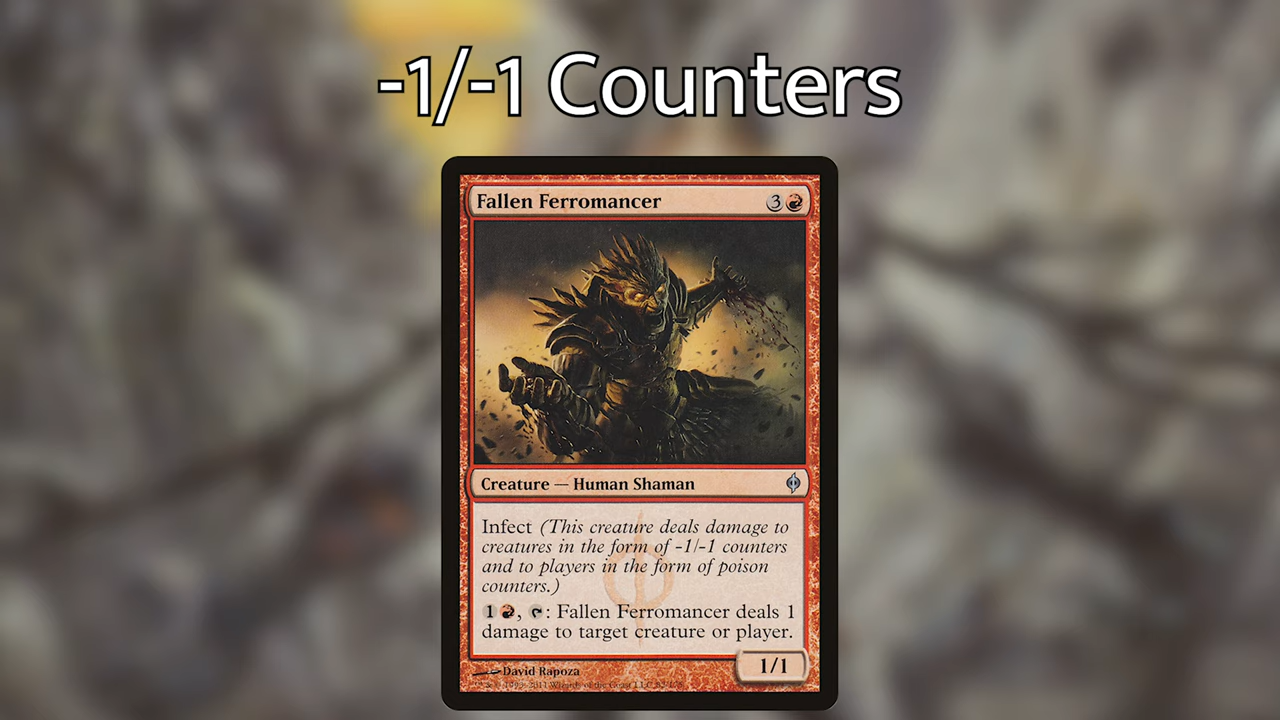 -1/-1 Counters
Fallen Ferromancer 3
Creature — Human Shaman
Infect (This creature deals damage to
creatures in the form of -1/-1 counters
and to players in the form of poison
counters.)
1 , : Fallen Ferromancer deals 1
damage to target creature or player.
1/1
David Rapoza